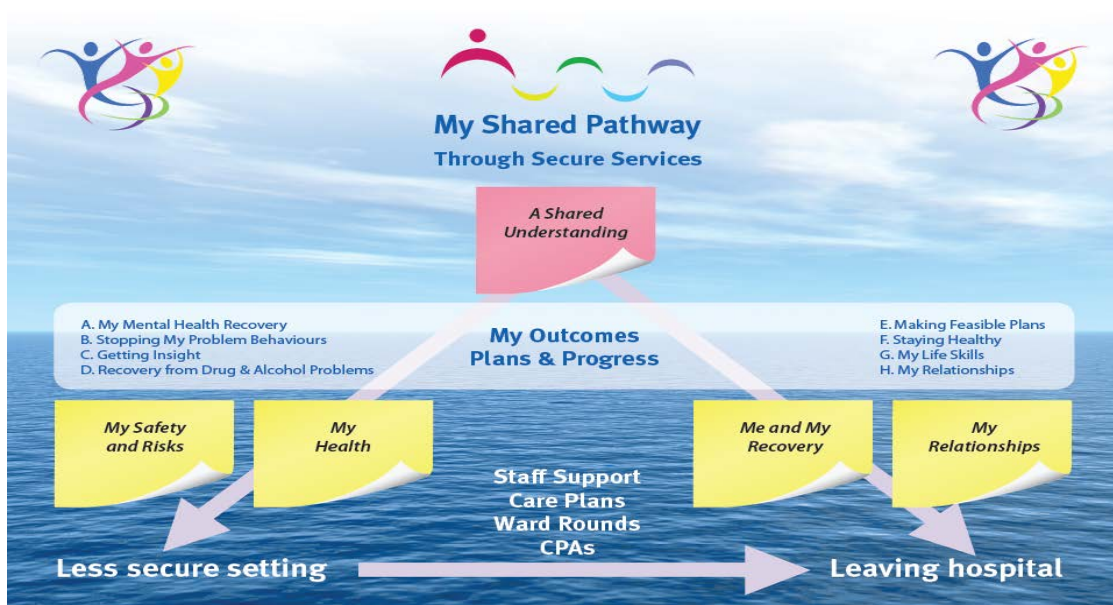 My Shared Pathway
Through Secure Services
A Shared
Understanding
A. My Mental Health Recovery
B. Stopping My Problem Behaviours
C. Getting Insight
D. Recovery from Drug & Alcohol Problems
My Outcomes
Plans & Progress
E. Making Feasible Plans
F. Staying Healthy
G. My Life Skills
H. My Relationships
My Safety
and Risks
My
Health
Me and My
Recovery
My
Relationships
Staff Support
Care Plans
Ward Rounds
CPAs
Less secure setting
Leaving hospital